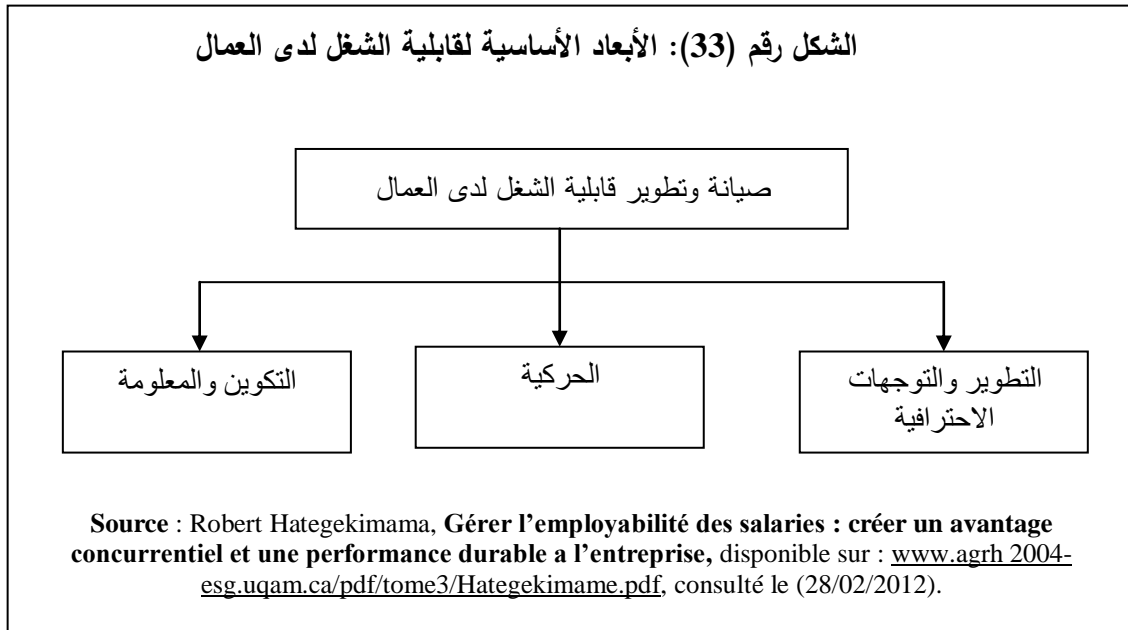 الشكل رقم (33): الأبعاد الأساسية لقابلية الشغل لدى العمال
صيانة وتطوير قابلية الشغل لدى العمال
التطوير والتوجهات
الاحترافية
الحركية
التكوين والمعلومة
Source : Robert Hategekimama, Gérer l’employabilité des salaries : créer un avantage
concurrentiel et une performance durable a l’entreprise, disponible sur : www.agrh 2004-
esg.uqam.ca/pdf/tome3/Hategekimame.pdf, consulté le (28/02/2012).